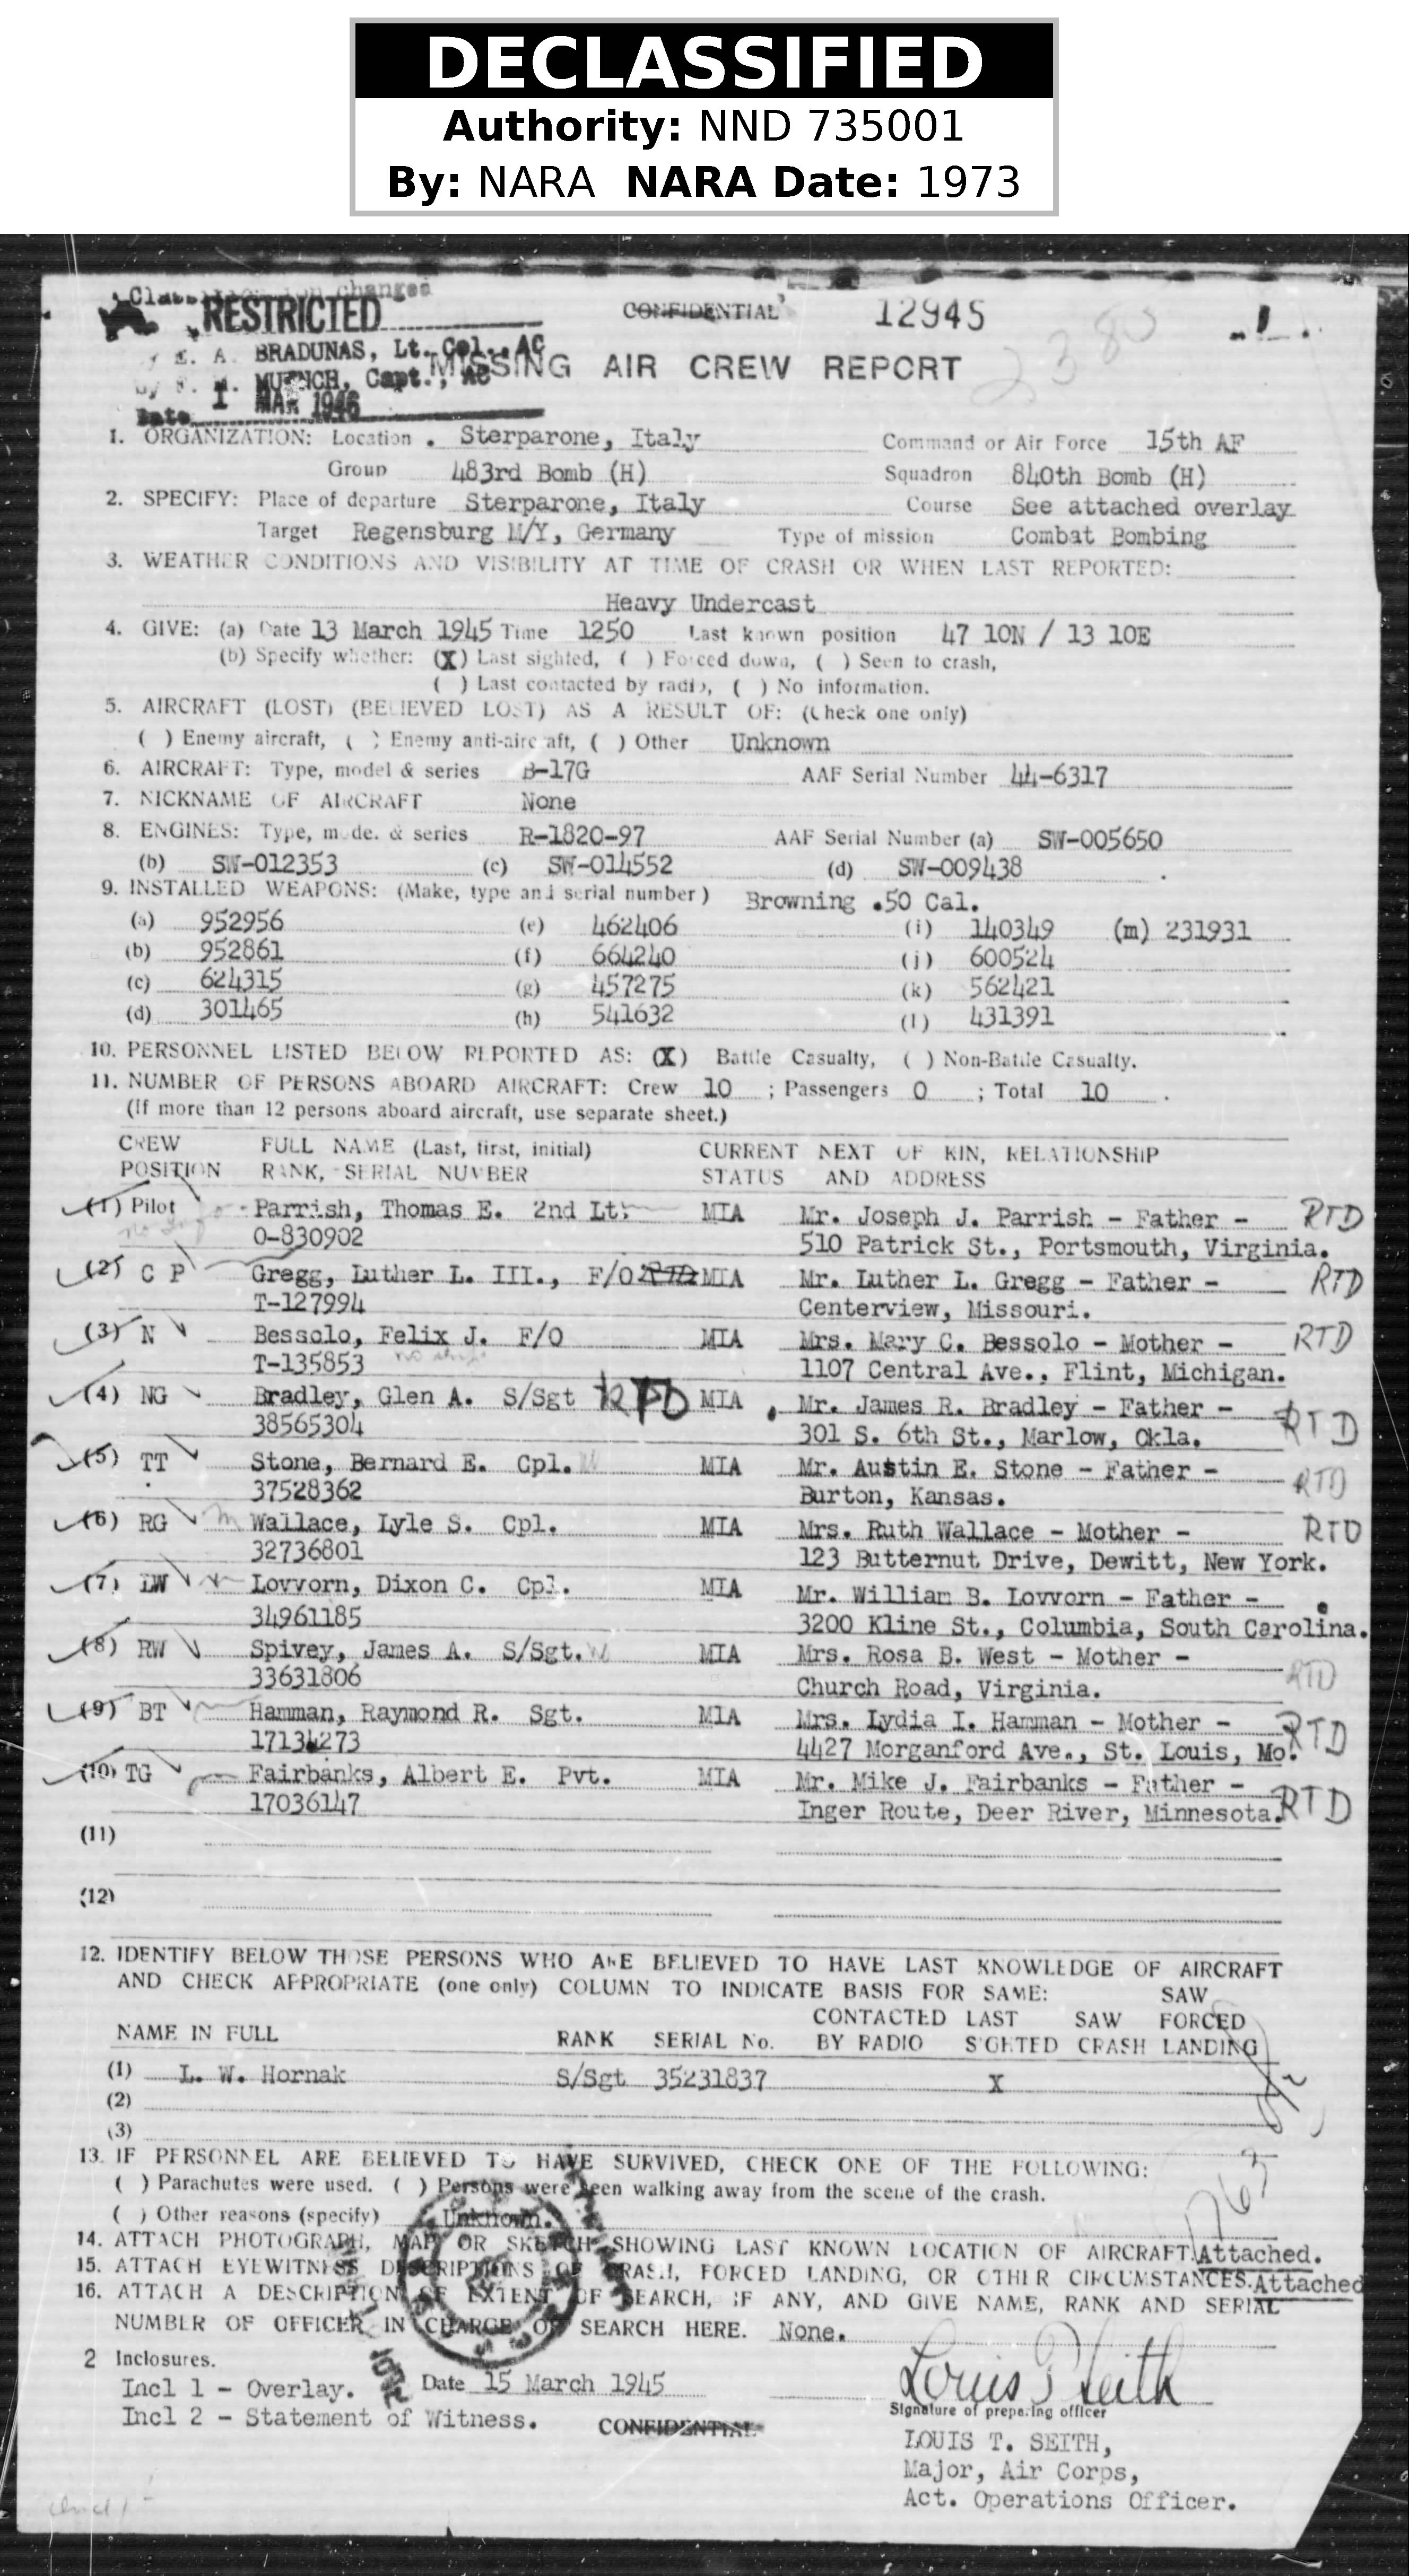 DECLASSIFIED
Authority: NND 735001
By: NARA NARA Date: 1973
changes
RESTRICTED
CONFIDENTIAL
12945
2380
1.
E. A. BRADUNAS, Lt. Col., AC
MISSING AIR CREW REPORT
MUENCH, Capt., AC
Date 1 MAR 1946
1. ORGANIZATION: Location . Sterparone, Italy Command or Air Force 15th AF
Group 483rd Bomb (H) Squadron 840th Bomb (H)
2. SPECIFY: Place of departure Sterparone, Italy Course See attached overlay
Target Regensburg M/Y, Germany Type of mission Combat Bombing
3. WEATHER CONDITIONS AND VISIBILITY AT TIME OF CRASH OR WHEN LAST REPORTED:
Heavy Undercast
4. GIVE: (a) Date 13 March 1945 Time 1250 Last known position 47 10N / 13 10E
(b) Specify whether: (X) Last sighted, ( ) Forced down, ( ) Seen to crash,
( ) Last contacted by radio, ( ) No information.
5. AIRCRAFT (LOST) (BELIEVED LOST) AS A RESULT OF: (Check one only)
( ) Enemy aircraft, ( ) Enemy anti-aircraft, ( ) Other Unknown
6. AIRCRAFT: Type, model & series B-17G AAF Serial Number 44-6317
7. NICKNAME OF AIRCRAFT None
8. ENGINES: Type, model & series R-1820-97 AAF Serial Number (a) SW-005650
(b) SW-012353 (c) SW-014552 (d) SW-009438
9. INSTALLED WEAPONS: (Make, type and serial number) Browning .50 Cal.
(a) 952956 (e) 462406 (i) 140349 (m) 231931
(b) 952861 (f) 664240 (j) 600524
(c) 624315 (g) 457275 (k) 562421
(d) 301465 (h) 541632 (l) 431391
10. PERSONNEL LISTED BELOW REPORTED AS: (X) Battle Casualty, ( ) Non-Battle Casualty.
11. NUMBER OF PERSONS ABOARD AIRCRAFT: Crew 10 ; Passengers 0 ; Total 10 .
(If more than 12 persons aboard aircraft, use separate sheet.)
CREW FULL NAME (Last, first, initial) CURRENT NEXT OF KIN, RELATIONSHIP
POSITION RANK, SERIAL NUMBER STATUS AND ADDRESS
(1) Pilot Parrish, Thomas E. 2nd Lt. MIA Mr. Joseph J. Parrish - Father - RTD
O-830902 510 Patrick St., Portsmouth, Virginia.
(2) C P Gregg, Luther L. III., F/O RTD MIA Mr. Luther L. Gregg - Father - RTD
T-127994 Centerview, Missouri.
(3) N Bessolo, Felix J. F/O MIA Mrs. Mary C. Bessolo - Mother - RTD
T-135853 1107 Central Ave., Flint, Michigan.
(4) NG Bradley, Glen A. S/Sgt RTD MIA Mr. James R. Bradley - Father - RTD
38565304 301 S. 6th St., Marlow, Okla.
(5) TT Stone, Bernard E. Cpl. MIA Mr. Austin E. Stone - Father - RTD
37528362 Burton, Kansas.
(6) RG Wallace, Lyle S. Cpl. MIA Mrs. Ruth Wallace - Mother - RTD
32736801 123 Butternut Drive, Dewitt, New York.
(7) LW Lovvorn, Dixon C. Cpl. MIA Mr. William B. Lovvorn - Father -
34961185 3200 Kline St., Columbia, South Carolina.
(8) RW Spivey, James A. S/Sgt. MIA Mrs. Rosa B. West - Mother - RTD
33631806 Church Road, Virginia.
(9) BT Hamman, Raymond R. Sgt. MIA Mrs. Lydia I. Hamman - Mother - RTD
17134273 4427 Morganford Ave., St. Louis, Mo.
(10) TG Fairbanks, Albert E. Pvt. MIA Mr. Mike J. Fairbanks - Father - RTD
17036147 Inger Route, Deer River, Minnesota.
(11)
(12)
12. IDENTIFY BELOW THOSE PERSONS WHO ARE BELIEVED TO HAVE LAST KNOWLEDGE OF AIRCRAFT
AND CHECK APPROPRIATE (one only) COLUMN TO INDICATE BASIS FOR SAME: SAW
CONTACTED LAST SAW FORCED
NAME IN FULL RANK SERIAL No. BY RADIO SIGHTED CRASH LANDING
(1) L. W. Hornak S/Sgt 35231837 X
(2)
(3)
13. IF PERSONNEL ARE BELIEVED TO HAVE SURVIVED, CHECK ONE OF THE FOLLOWING:
( ) Parachutes were used. ( ) Persons were seen walking away from the scene of the crash.
( ) Other reasons (specify) Unknown.
14. ATTACH PHOTOGRAPH, MAP OR SKETCH SHOWING LAST KNOWN LOCATION OF AIRCRAFT. Attached.
15. ATTACH EYEWITNESS DESCRIPTIONS OF CRASH, FORCED LANDING, OR OTHER CIRCUMSTANCES. Attached
16. ATTACH A DESCRIPTION OF EXTENT OF SEARCH, IF ANY, AND GIVE NAME, RANK AND SERIAL
NUMBER OF OFFICER IN CHARGE OF SEARCH HERE. None.
2 Inclosures.
Incl 1 - Overlay. Date 15 March 1945 Louis T Seith
Incl 2 - Statement of Witness. CONFIDENTIAL Signature of preparing officer
LOUIS T. SEITH,
Major, Air Corps,
Act. Operations Officer.